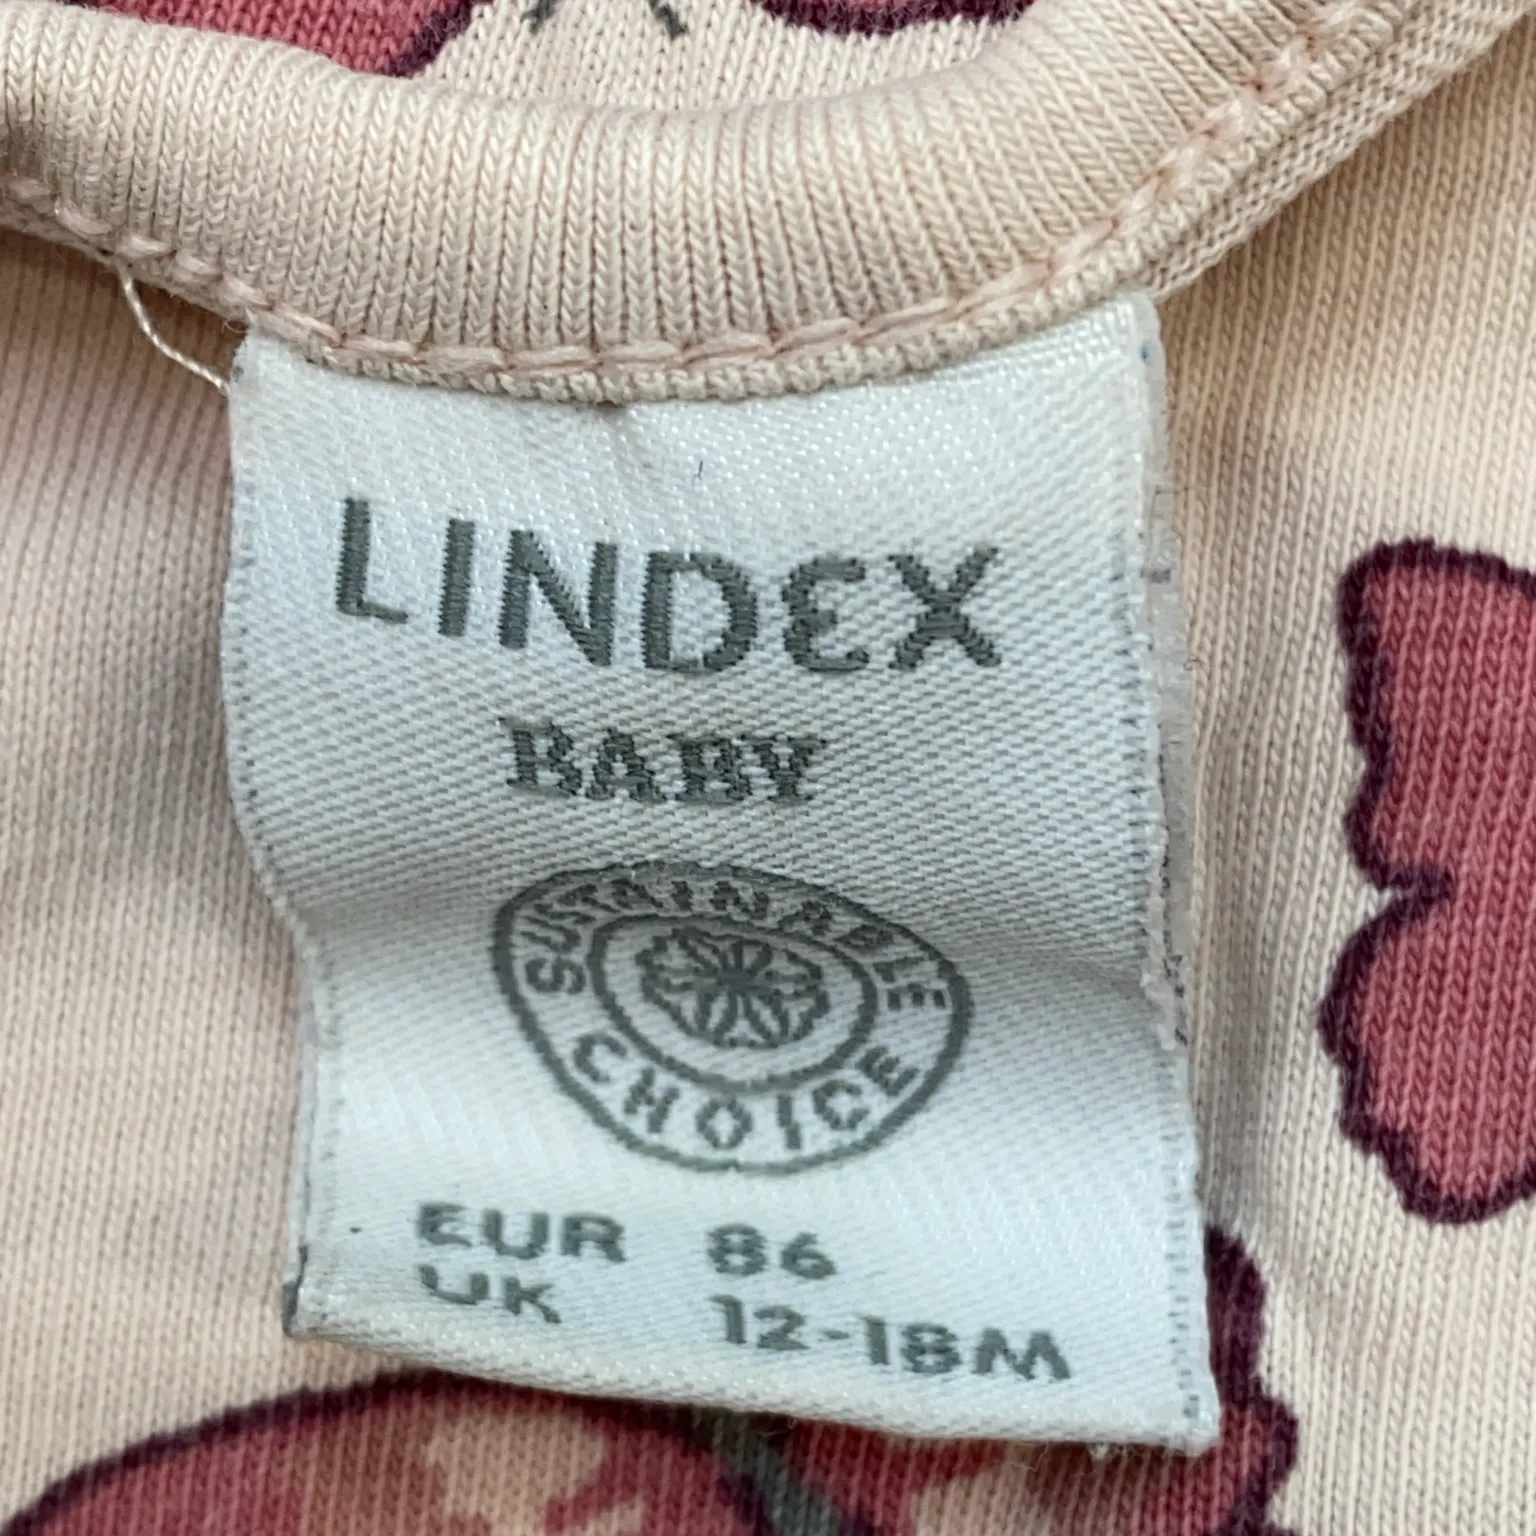 LINDEX
BABY
SUSTAINABLE
CHOICE
EUR 86
UK 12-18M